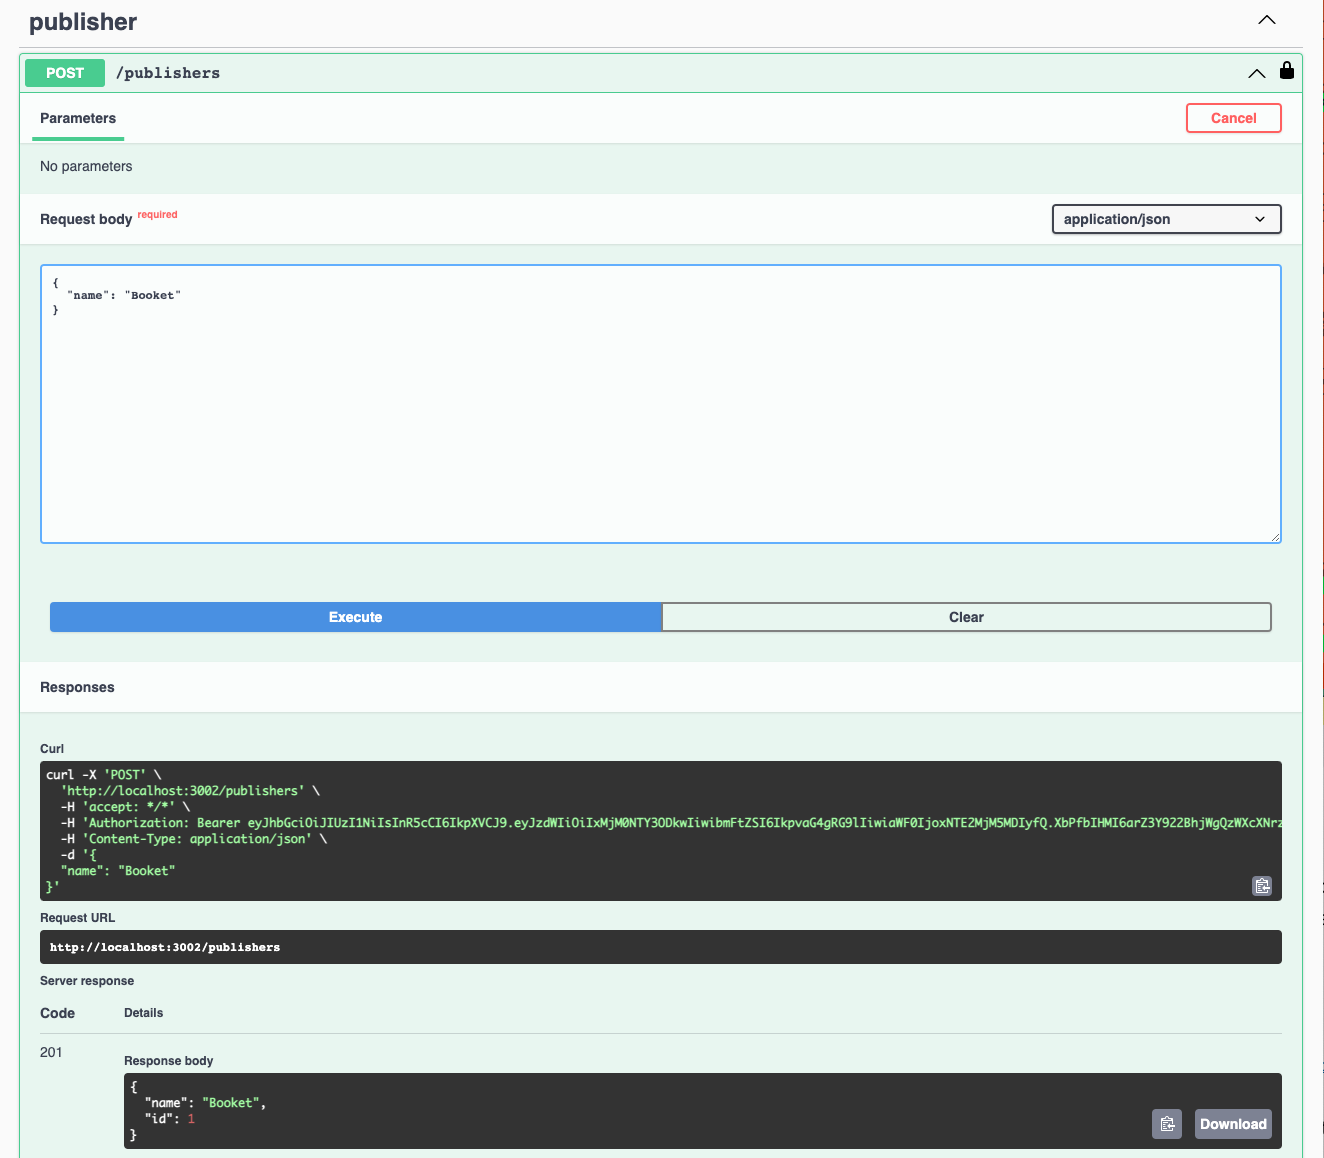 publisher
POST /publishers
Parameters
Cancel
No parameters
Request body required
application/json
{
  "name": "Booket"
}
Execute
Clear
Responses
Curl
curl -X 'POST' \
  'http://localhost:3002/publishers' \
  -H 'accept: */*' \
  -H 'Authorization: Bearer eyJhbGciOiJIUzI1NiIsInR5cCI6IkpXVCJ9.eyJzdWIiOiIxMjM0NTY3ODkwIiwibmFtZSI6IkpvaG4gRG9lIiwiaWF0IjoxNTE2MjM5MDIyfQ.XbPfbIHMI6arZ3Y922BhjWgQzWXcXNrz
  -H 'Content-Type: application/json' \
  -d '{
  "name": "Booket"
}'
Request URL
http://localhost:3002/publishers
Server response
Code
Details
201
Response body
{
  "name": "Booket",
  "id": 1
}
Download